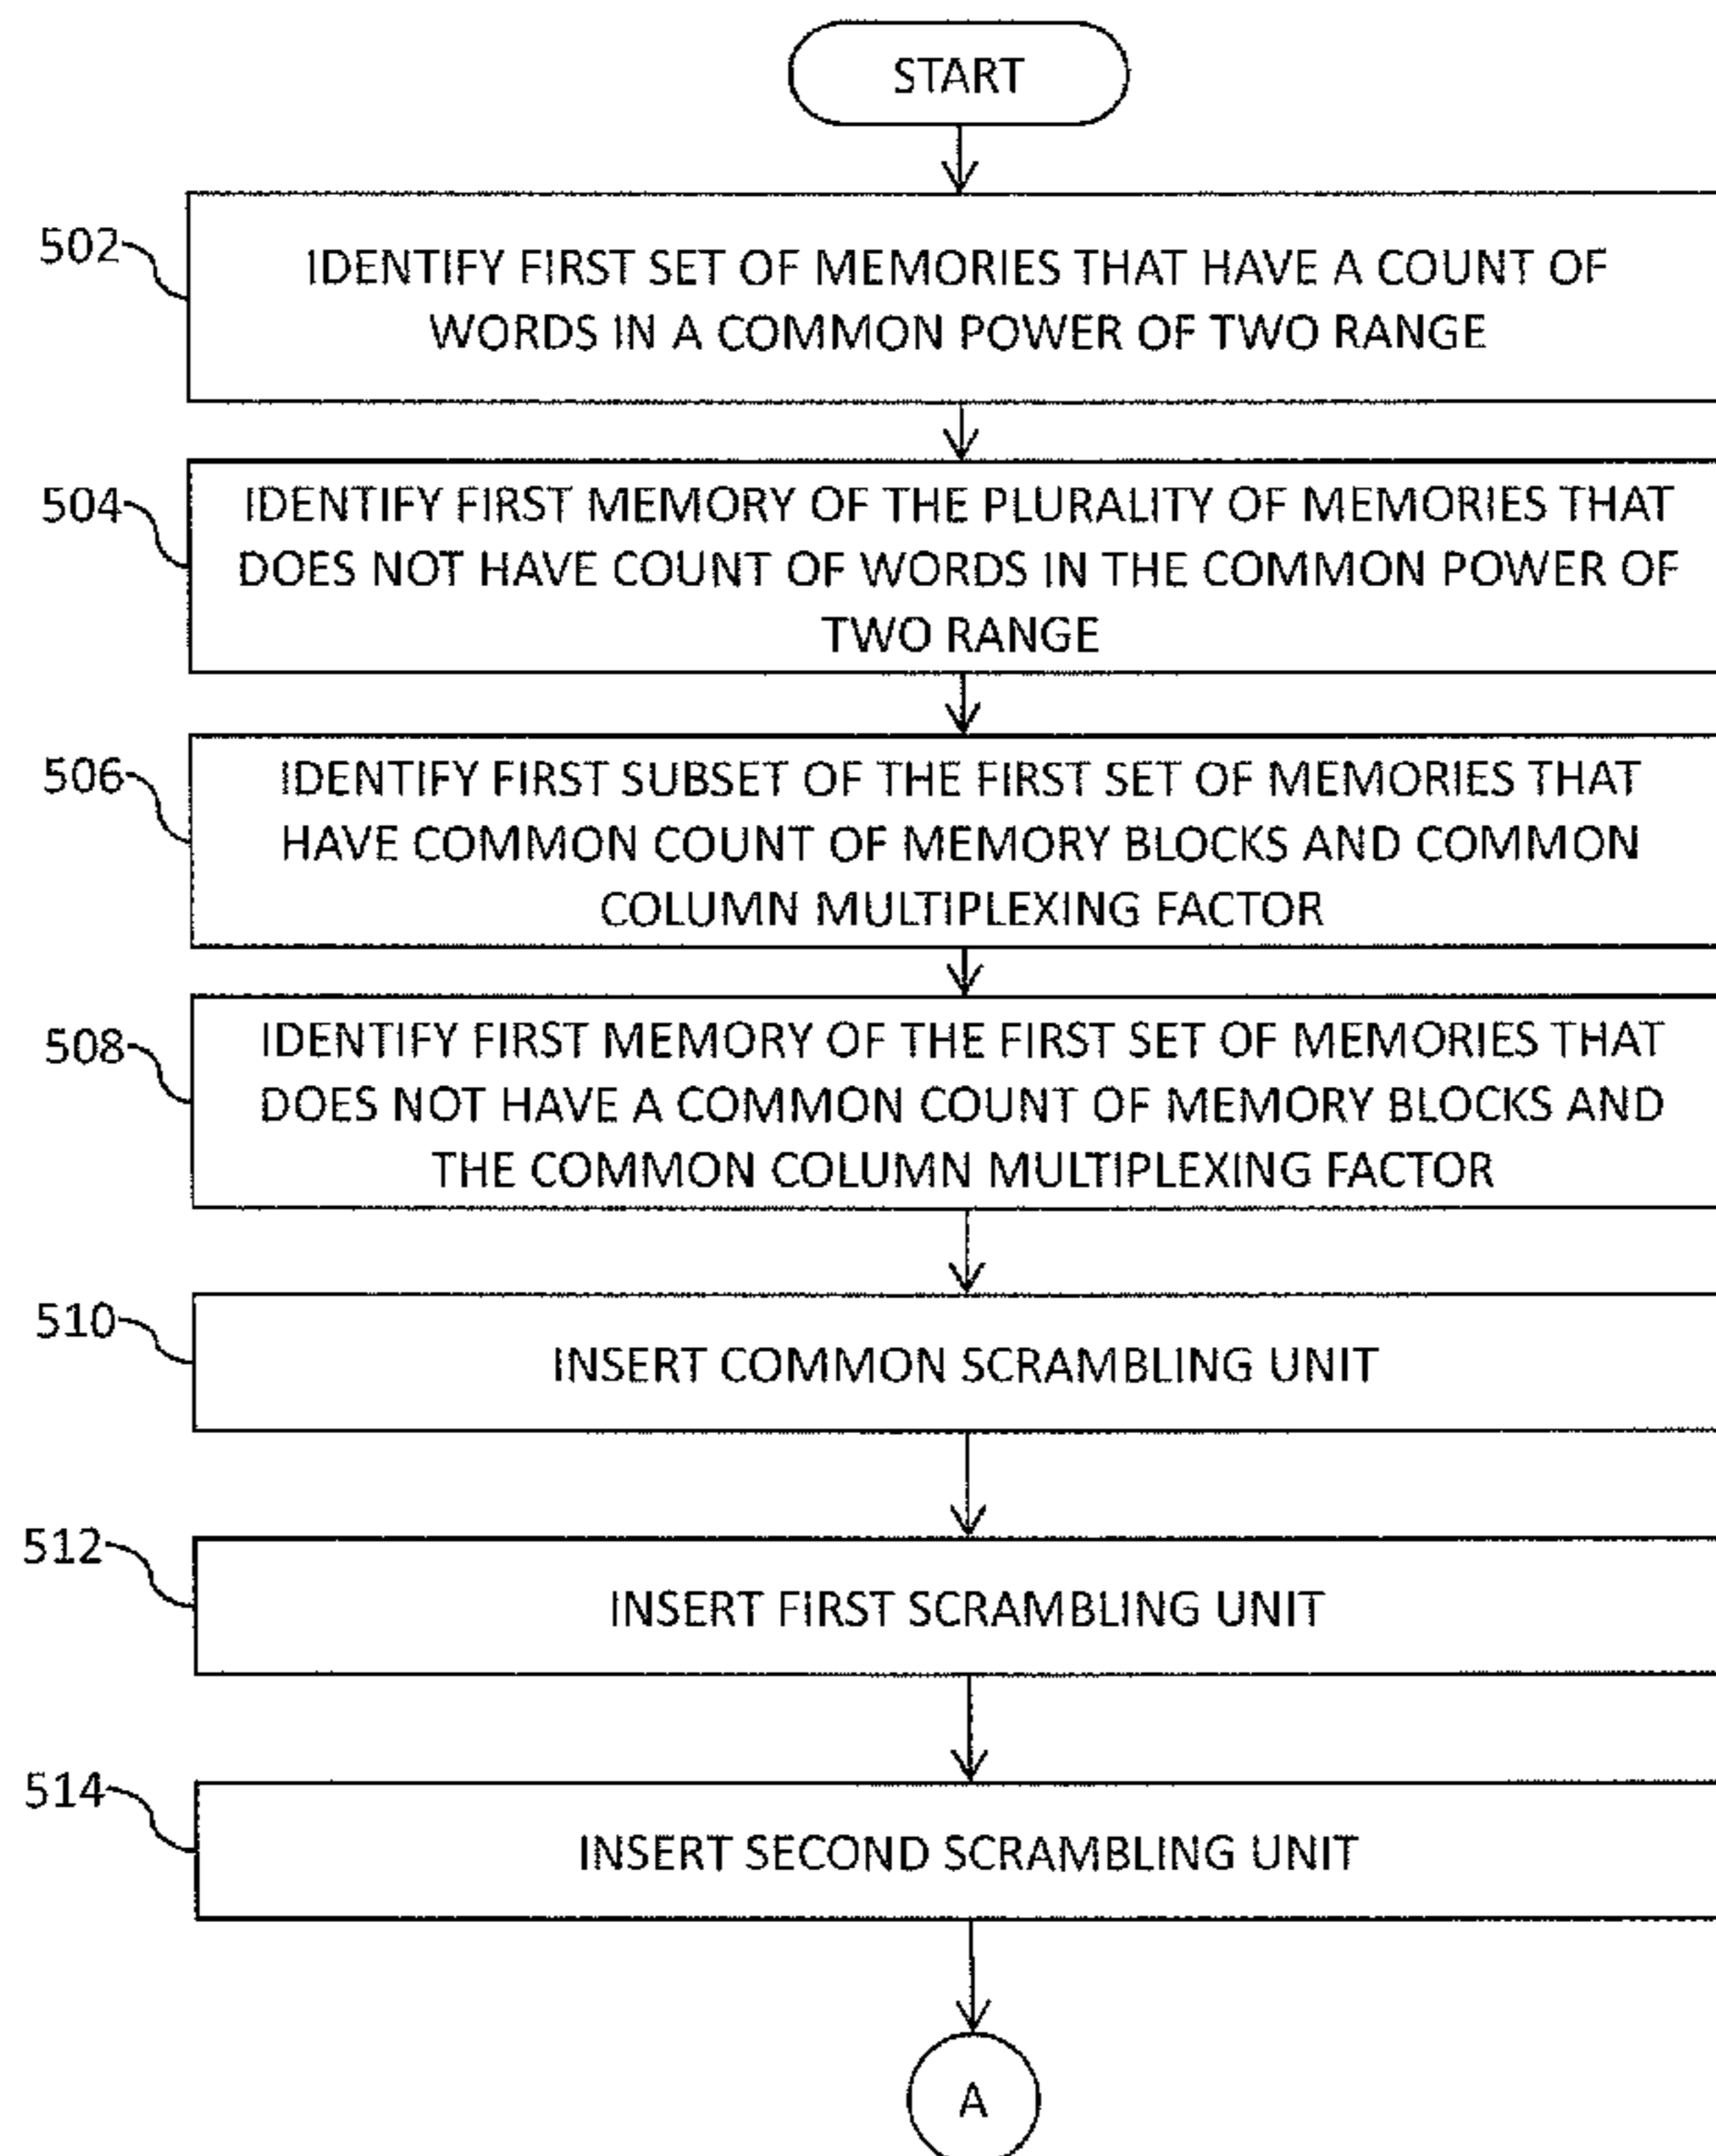 START
502
IDENTIFY FIRST SET OF MEMORIES THAT HAVE A COUNT OF
WORDS IN A COMMON POWER OF TWO RANGE
504
IDENTIFY FIRST MEMORY OF THE PLURALITY OF MEMORIES THAT
DOES NOT HAVE COUNT OF WORDS IN THE COMMON POWER OF
TWO RANGE
506
IDENTIFY FIRST SUBSET OF THE FIRST SET OF MEMORIES THAT
HAVE COMMON COUNT OF MEMORY BLOCKS AND COMMON
COLUMN MULTIPLEXING FACTOR
508
IDENTIFY FIRST MEMORY OF THE FIRST SET OF MEMORIES THAT
DOES NOT HAVE A COMMON COUNT OF MEMORY BLOCKS AND
THE COMMON COLUMN MULTIPLEXING FACTOR
510
INSERT COMMON SCRAMBLING UNIT
512
INSERT FIRST SCRAMBLING UNIT
514
INSERT SECOND SCRAMBLING UNIT
A